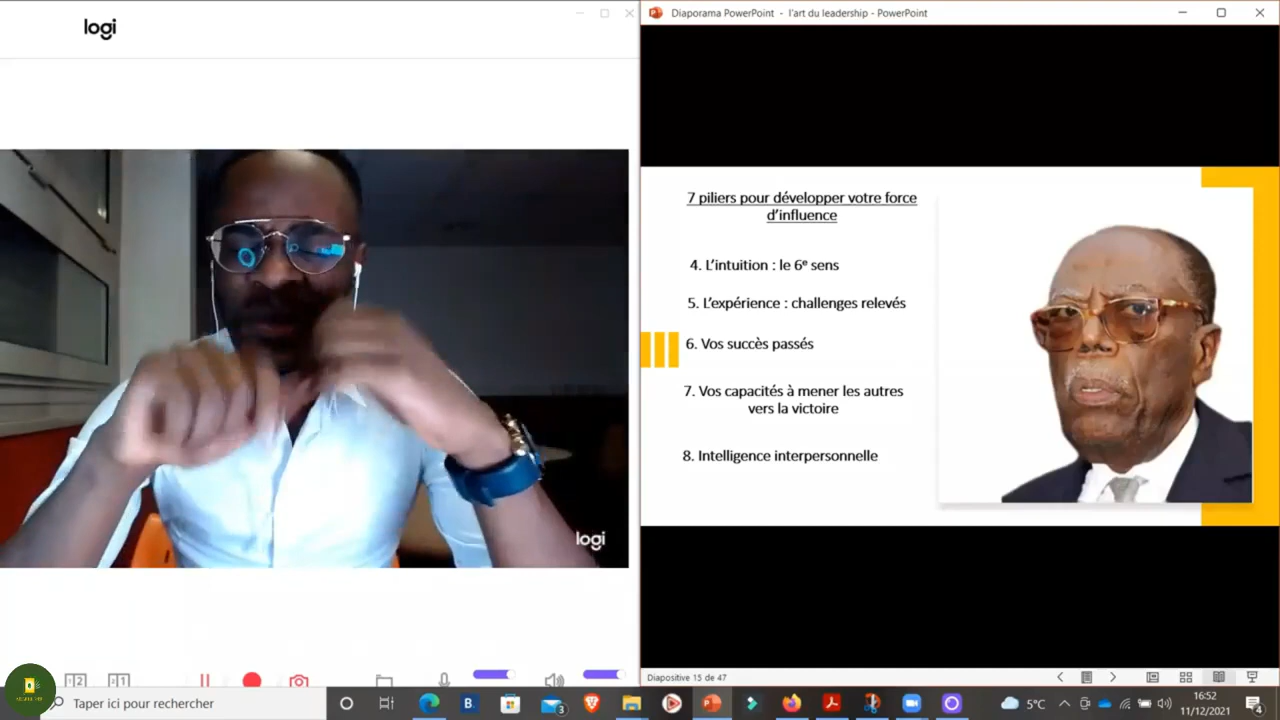 logi
Diaporama PowerPoint - l'art du leadership - PowerPoint
7 piliers pour développer votre force
d'influence
4. L'intuition : le 6e sens
5. L'expérience : challenges relevés
6. Vos succès passés
7. Vos capacités à mener les autres
vers la victoire
8. Intelligence interpersonnelle
logi
Diapositive 15 de 47
Taper ici pour rechercher
5°C
16:52
11/12/2021